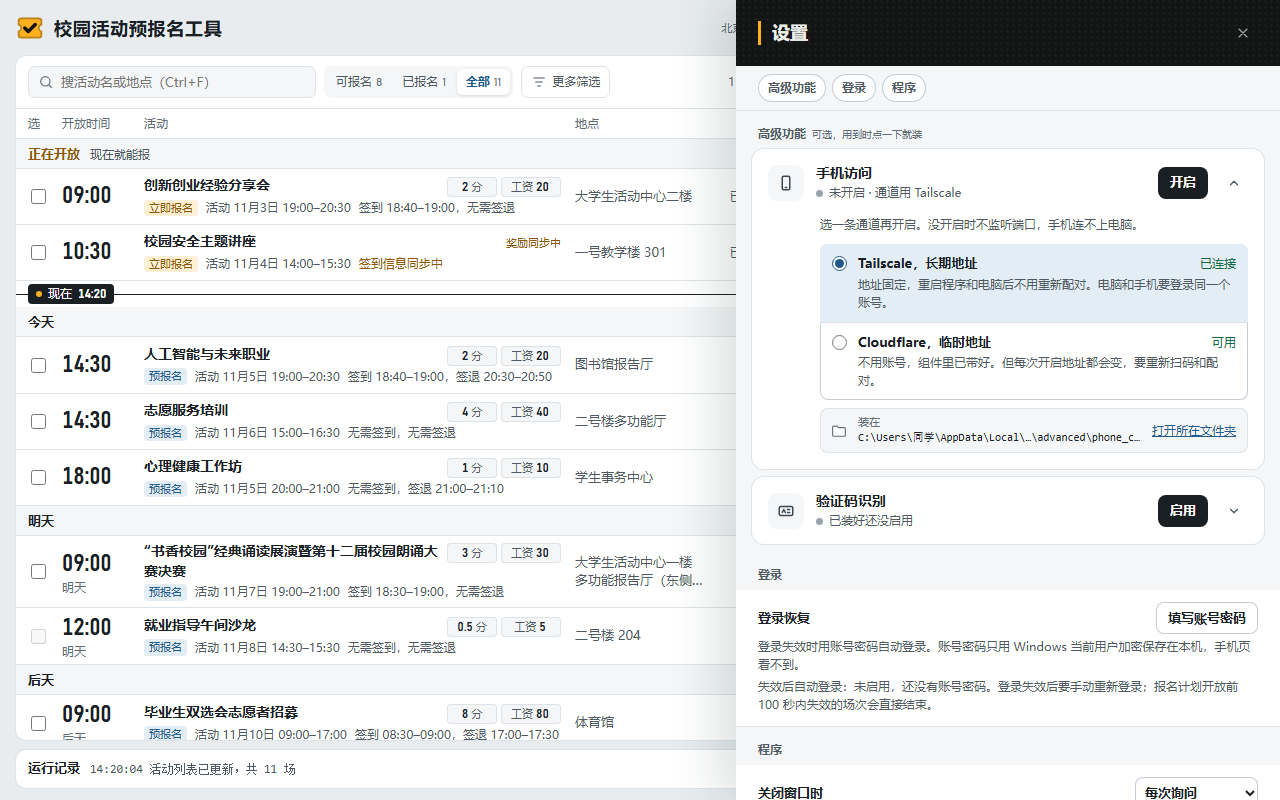 校园活动预报名工具
搜活动名或地点（Ctrl+F）
可报名 8 已报名 1 全部 11
更多筛选
选 开放时间 活动 地点
正在开放 现在就能报
09:00 创新创业经验分享会 2 分 工资 20 大学生活动中心二楼
立即报名 活动 11月3日 19:00–20:30 签到 18:40–19:00，无需签退
10:30 校园安全主题讲座 奖励同步中 一号教学楼 301
立即报名 活动 11月4日 14:00–15:30 签到信息同步中
现在 14:20
今天
14:30 人工智能与未来职业 2 分 工资 20 图书馆报告厅
预报名 活动 11月5日 19:00–20:30 签到 18:40–19:00，签退 20:30–20:50
14:30 志愿服务培训 4 分 工资 40 二号楼多功能厅
预报名 活动 11月6日 15:00–16:30 无需签到，无需签退
18:00 心理健康工作坊 1 分 工资 10 学生事务中心
预报名 活动 11月5日 20:00–21:00 无需签到，签退 21:00–21:10
明天
09:00 “书香校园”经典诵读展演暨第十二届校园朗诵大 3 分 工资 30 大学生活动中心一楼
明天 赛决赛 多功能报告厅（东侧…
预报名 活动 11月7日 19:00–21:00 签到 18:30–19:00，无需签退
12:00 就业指导午间沙龙 0.5 分 工资 5 二号楼 204
明天 预报名 活动 11月8日 14:30–15:30 无需签到，无需签退
后天
09:00 毕业生双选会志愿者招募 8 分 工资 80 体育馆
后天 预报名 活动 11月10日 09:00–17:00 签到 08:30–09:00，签退 17:00–17:30
运行记录 14:20:04 活动列表已更新，共 11 场
设置
高级功能 登录 程序
高级功能 可选，用到时点一下就装
手机访问
未开启 · 通道用 Tailscale
开启
选一条通道再开启。没开启时不监听端口，手机连不上电脑。
Tailscale，长期地址 已连接
地址固定，重启程序和电脑后不用重新配对。电脑和手机要登录同一个
账号。
Cloudflare，临时地址 可用
不用账号，组件里已带好。但每次开启地址都会变，要重新扫码和配
对。
装在
C:\Users\同学\AppData\Local\…\advanced\phone_c…
打开所在文件夹
验证码识别
已装好还没启用
启用
登录
登录恢复 填写账号密码
登录失效时用账号密码自动登录。账号密码只用 Windows 当前用户加密保存在本机，手机页
看不到。
失效后自动登录：未启用，还没有账号密码。登录失效后要手动重新登录；报名计划开放前
100 秒内失效的场次会直接结束。
程序
关闭窗口时 每次询问